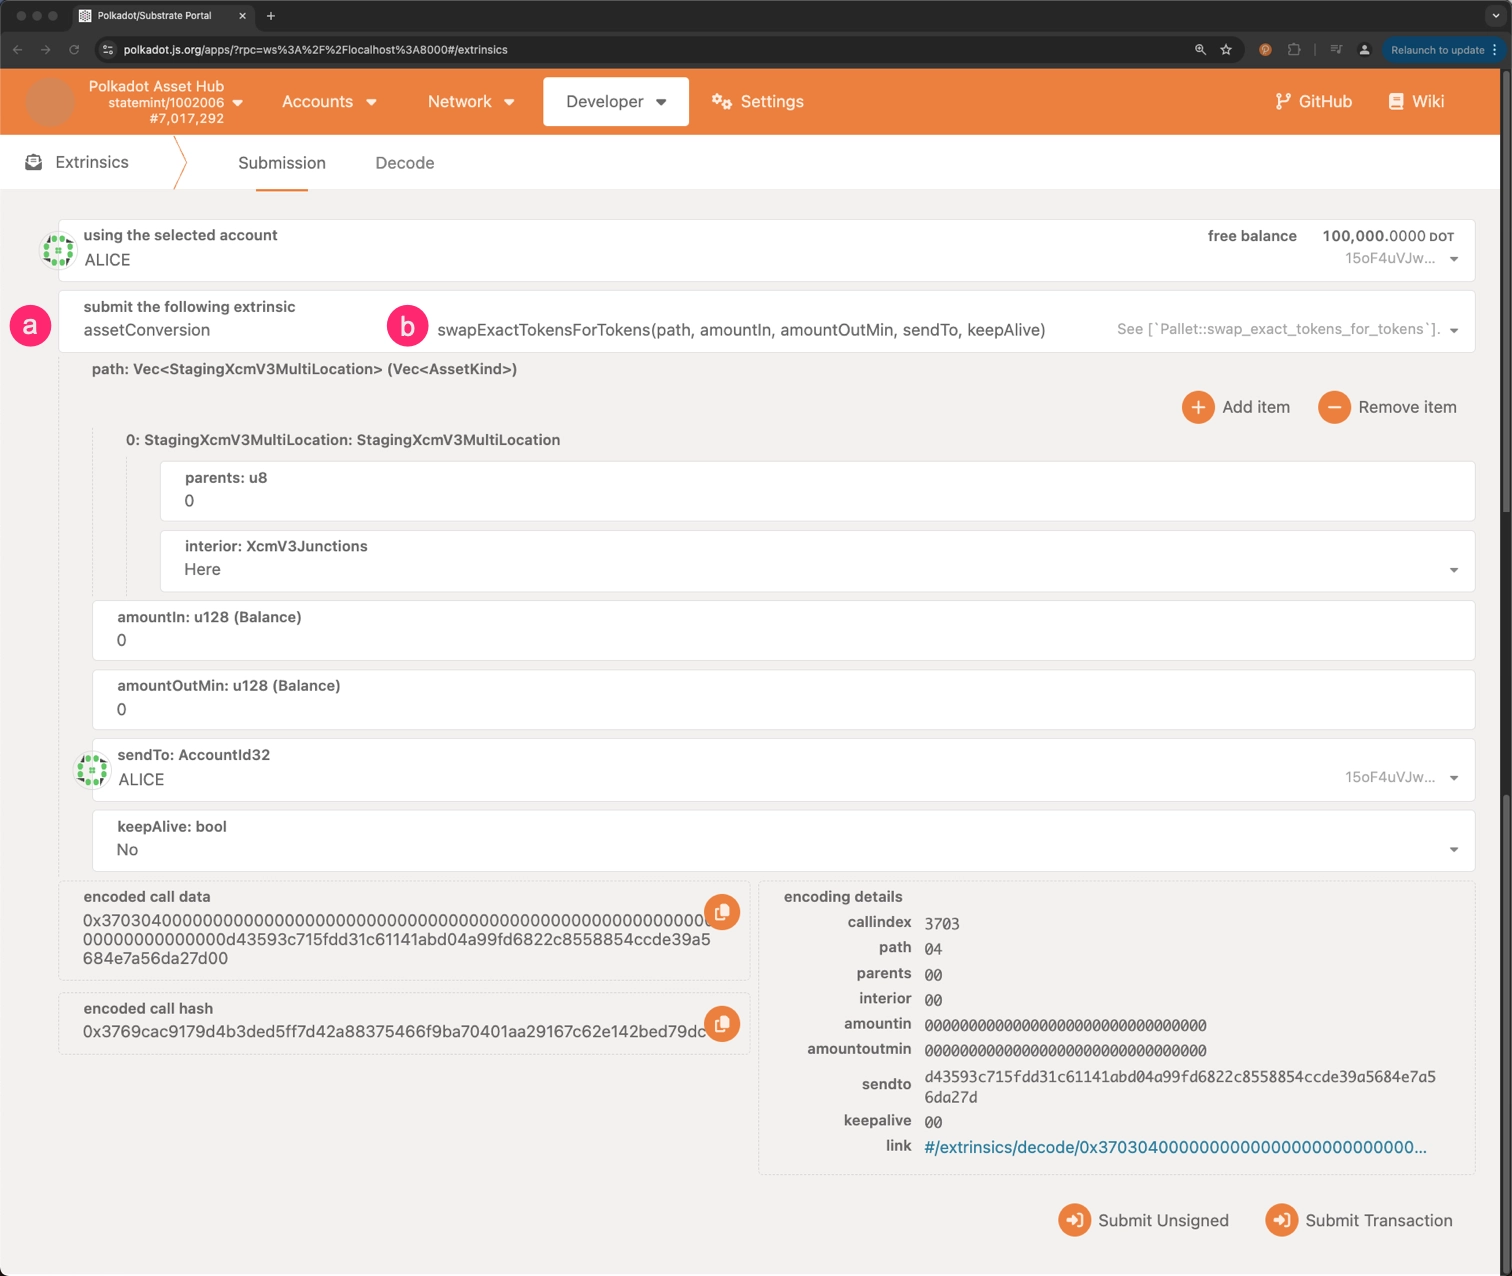 Polkadot/Substrate Portal
polkadot.js.org/apps/?rpc=ws%3A%2F%2Flocalhost%3A8000#/extrinsics
Relaunch to update
Polkadot Asset Hub
statemint/1002006
#7,017,292
Accounts
Network
Developer
Settings
GitHub
Wiki
Extrinsics
Submission
Decode
using the selected account
ALICE
free balance 100,000.0000 DOT
15oF4uVJw...
a
submit the following extrinsic
assetConversion
b
swapExactTokensForTokens(path, amountIn, amountOutMin, sendTo, keepAlive)
See [`Pallet::swap_exact_tokens_for_tokens`].
path: Vec<StagingXcmV3MultiLocation> (Vec<AssetKind>)
Add item
Remove item
0: StagingXcmV3MultiLocation: StagingXcmV3MultiLocation
parents: u8
0
interior: XcmV3Junctions
Here
amountIn: u128 (Balance)
0
amountOutMin: u128 (Balance)
0
sendTo: AccountId32
ALICE
15oF4uVJw...
keepAlive: bool
No
encoded call data
00000000000000d43593c715fdd31c61141abd04a99fd6822c8558854ccde39a5
684e7a56da27d00
encoded call hash
0x3769cac9179d4b3ded5ff7d42a88375466f9ba70401aa29167c62e142bed79dc
encoding details
callindex 3703
path 04
parents 00
interior 00
amountin 00000000000000000000000000000000
amountoutmin 00000000000000000000000000000000
sendto d43593c715fdd31c61141abd04a99fd6822c8558854ccde39a5684e7a5
6da27d
keepalive 00
link #/extrinsics/decode/0x3703040000000000000000000000000...
Submit Unsigned
Submit Transaction